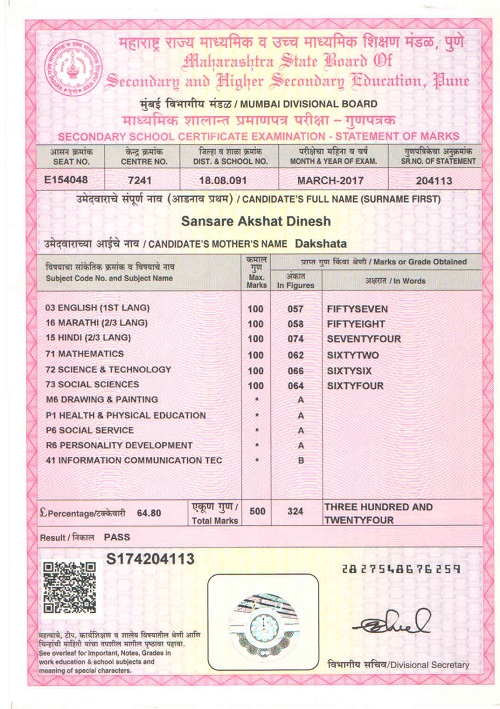 महाराष्ट्र राज्य माध्यमिक व उच्च माध्यमिक शिक्षण मंडळ, पुणे
Maharashtra State Board Of
Secondary and Higher Secondary Education, Pune
मुंबई विभागीय मंडळ / MUMBAI DIVISIONAL BOARD
माध्यमिक शालान्त प्रमाणपत्र परीक्षा – गुणपत्रक
SECONDARY SCHOOL CERTIFICATE EXAMINATION - STATEMENT OF MARKS
आसन क्रमांक केन्द्र क्रमांक जिल्हा व शाळा क्रमांक परीक्षेचा महिना व वर्ष गुणपत्रिकेचा अनुक्रमांक
SEAT NO. CENTRE NO. DIST. & SCHOOL NO. MONTH & YEAR OF EXAM. SR.NO. OF STATEMENT
E154048 7241 18.08.091 MARCH-2017 204113
उमेदवाराचे संपूर्ण नाव (आडनाव प्रथम) / CANDIDATE'S FULL NAME (SURNAME FIRST)
Sansare Akshat Dinesh
उमेदवाराच्या आईचे नाव / CANDIDATE'S MOTHER'S NAME Dakshata
विषयाचा सांकेतिक क्रमांक व विषयाचे नाव
Subject Code No. and Subject Name
कमाल
गुण
Max.
Marks
प्राप्त गुण किंवा श्रेणी / Marks or Grade Obtained
अंकात
In Figures
अक्षरात / In Words
03 ENGLISH (1ST LANG) 100 057 FIFTYSEVEN
16 MARATHI (2/3 LANG) 100 058 FIFTYEIGHT
15 HINDI (2/3 LANG) 100 074 SEVENTYFOUR
71 MATHEMATICS 100 062 SIXTYTWO
72 SCIENCE & TECHNOLOGY 100 066 SIXTYSIX
73 SOCIAL SCIENCES 100 064 SIXTYFOUR
M6 DRAWING & PAINTING * A
P1 HEALTH & PHYSICAL EDUCATION * A
P6 SOCIAL SERVICE * A
R6 PERSONALITY DEVELOPMENT * A
41 INFORMATION COMMUNICATION TEC * B
£ Percentage/टक्केवारी 64.80
एकूण गुण /
Total Marks
500 324 THREE HUNDRED AND
TWENTYFOUR
Result / निकाल PASS
S174204113
2827548676259
महत्वाचे, टीप, कार्यशिक्षण व शालेय विषयातील श्रेणी आणि
चिन्हांची माहिती यांचा तपशील मागील पृष्ठावर पहावा.
See overleaf for Important, Notes, Grades in
work education & school subjects and
meaning of special characters.
विभागीय सचिव/Divisional Secretary